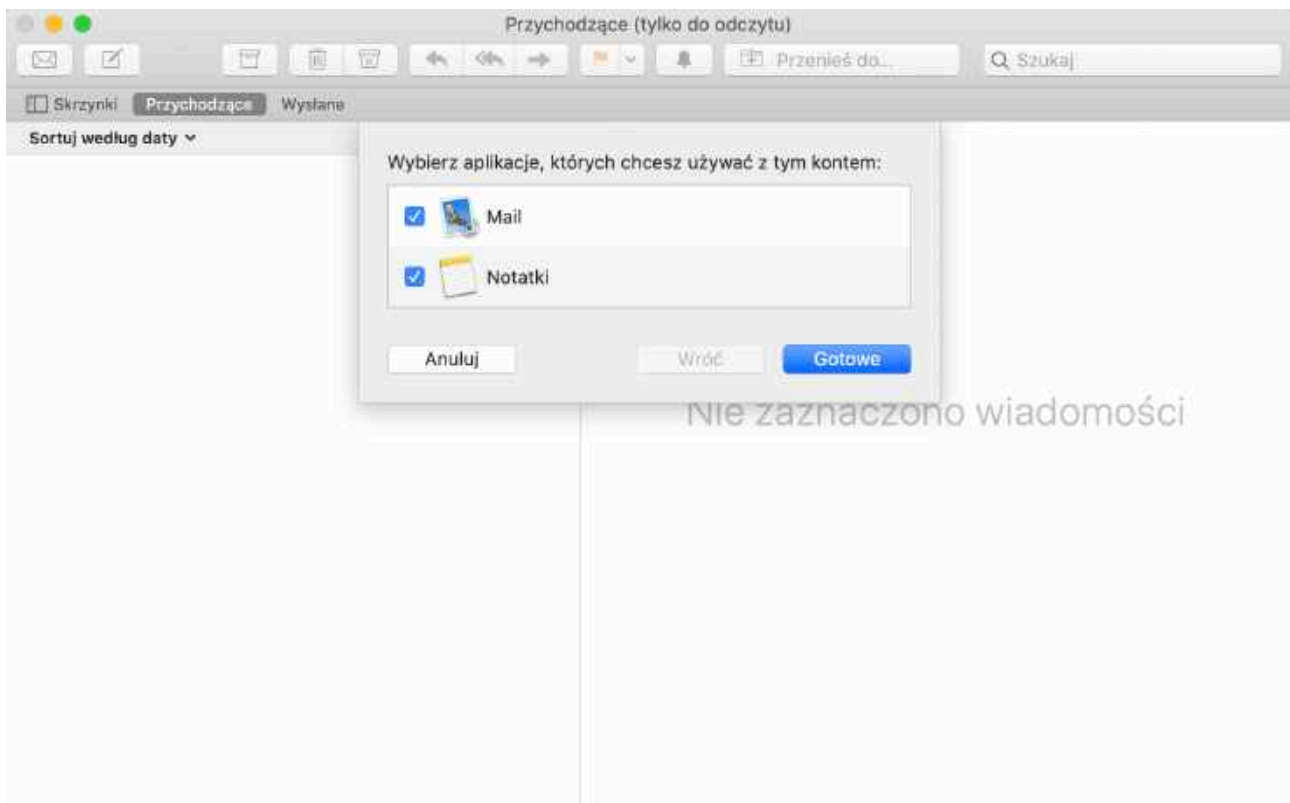 Przychodzące (tylko do odczytu)
Przenieś do... Szukaj
Skrzynki Przychodzące Wysłane
Sortuj według daty
Wybierz aplikacje, których chcesz używać z tym kontem:
Mail
Notatki
Anuluj Wróć Gotowe
Nie zaznaczono wiadomości